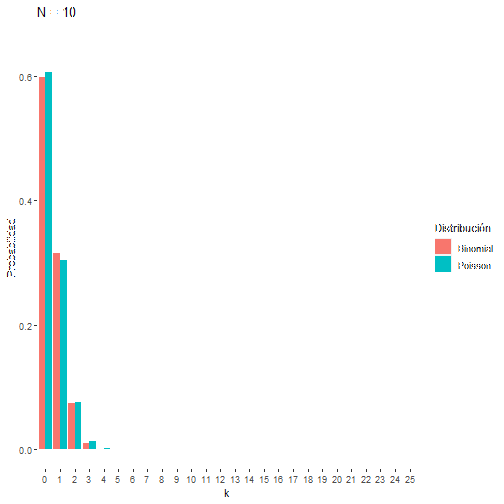 N = 10
0.6
0.4
0.2
0.0
Probabilidad
0 1 2 3 4 5 6 7 8 9 10 11 12 13 14 15 16 17 18 19 20 21 22 23 24 25
k
Distribución
Binomial
Poisson